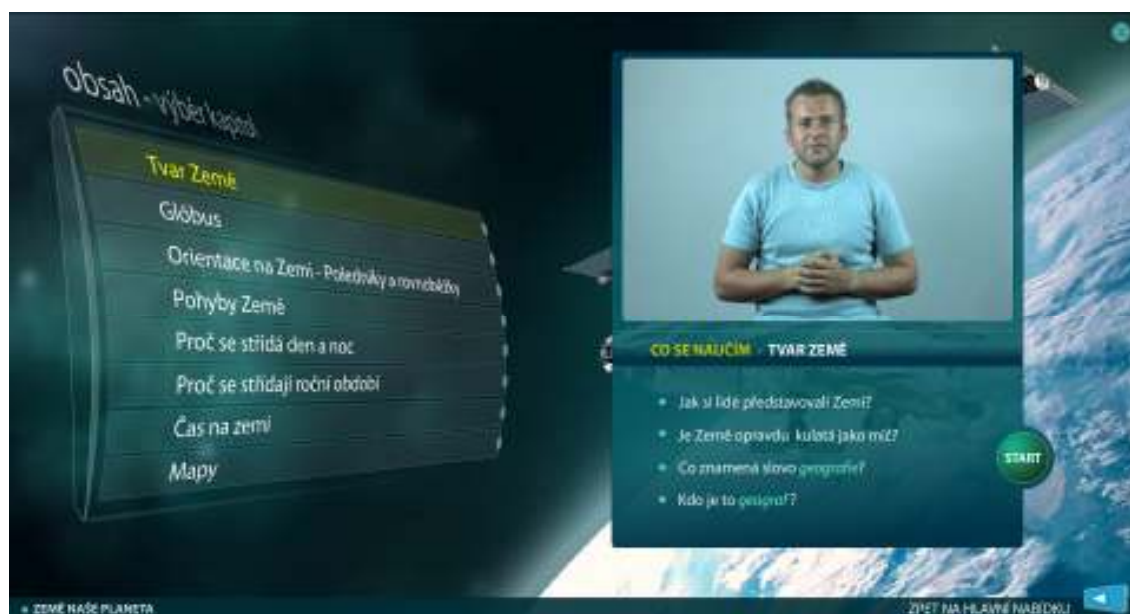 obsah - výběr kapitol
Tvar Země
Glóbus
Orientace na Zemi - Poledníky a rovnoběžky
Pohyby Země
Proč se střídá den a noc
Proč se střídají roční období
Čas na zemi
Mapy
CO SE NAUČÍM - TVAR ZEMĚ
Jak si lidé představovali Zemi?
Je Země opravdu kulatá jako míč?
Co znamená slovo geografie?
Kdo je to geograf?
START
ZEMĚ NAŠE PLANETA
ZPĚT NA HLAVNÍ NABÍDKU